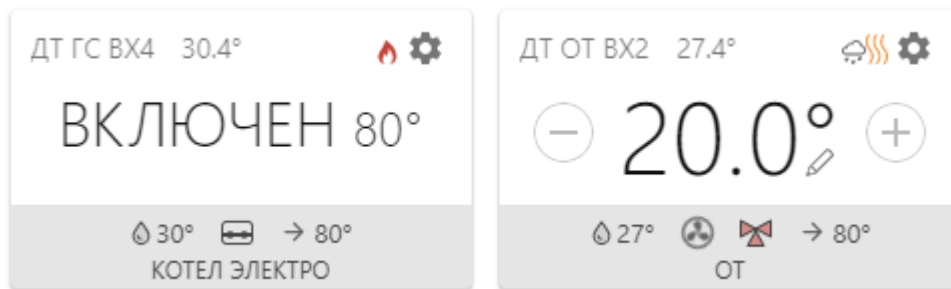 ДТ ГС ВХ4 30.4°
ВКЛЮЧЕН 80°
30° → 80°
КОТЕЛ ЭЛЕКТРО
ДТ ОТ ВХ2 27.4°
20.0°
27° → 80°
ОТ